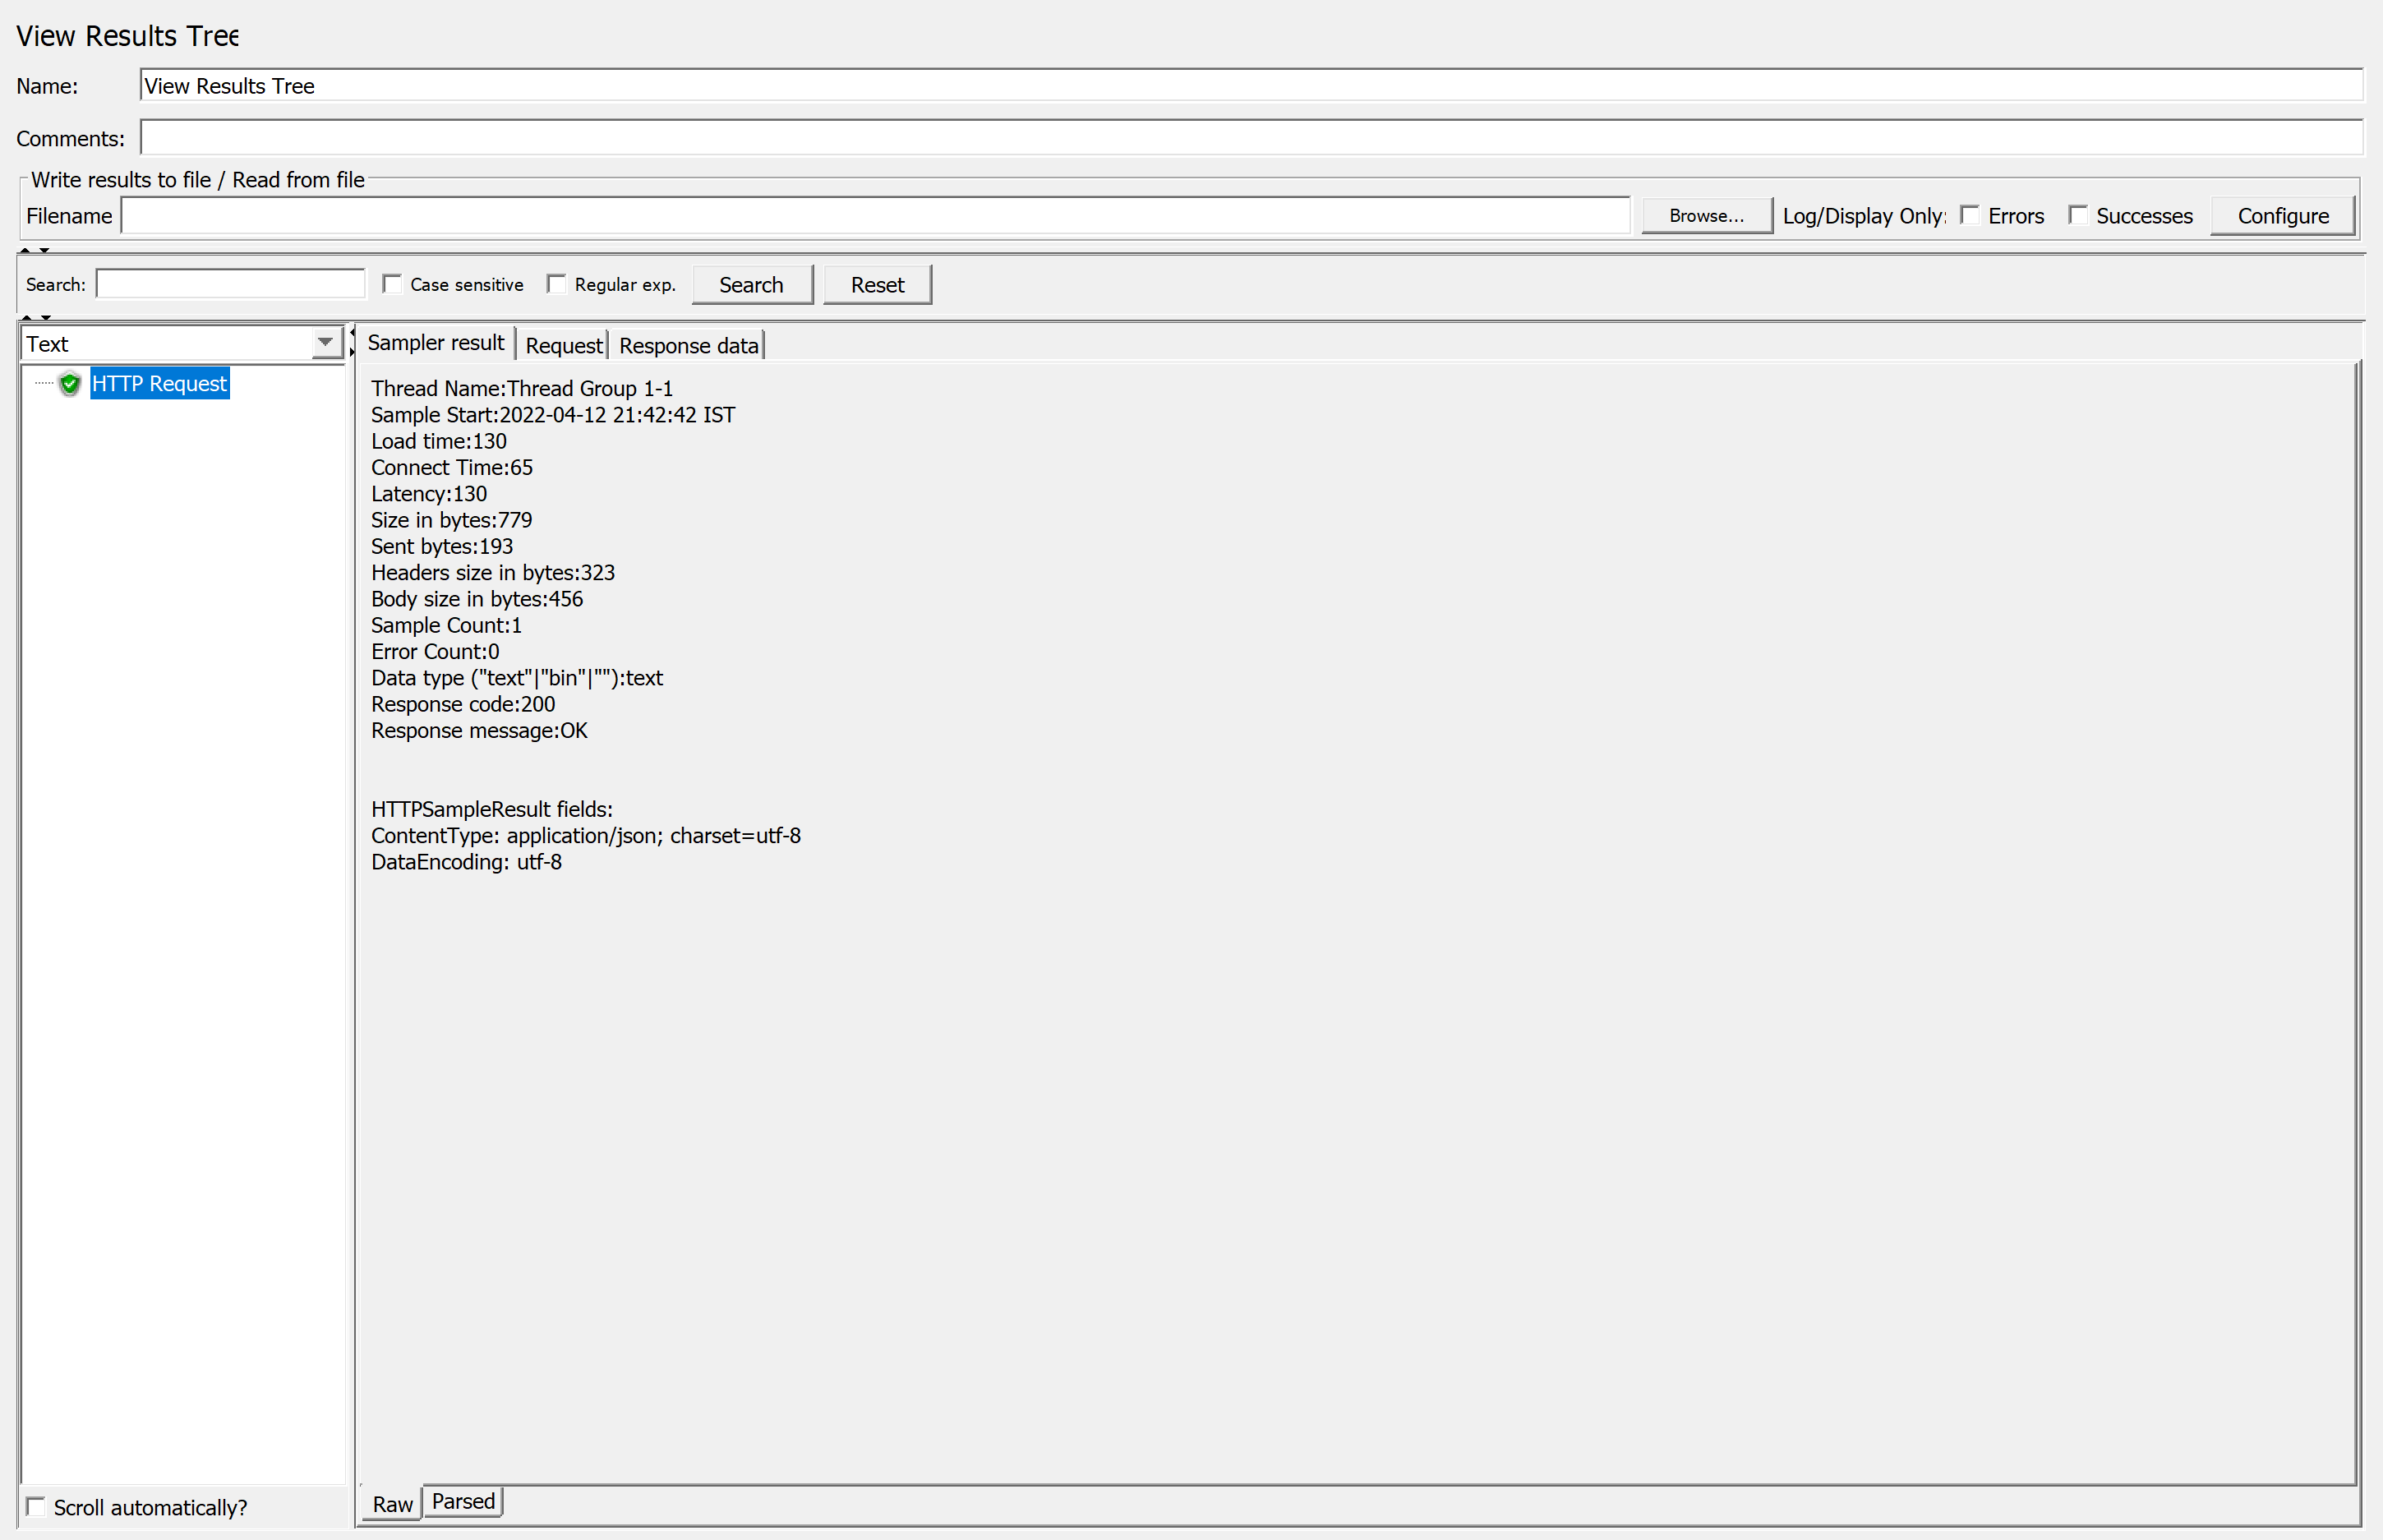 View Results Tree
Name: View Results Tree
Comments:
Write results to file / Read from file
Filename Browse... Log/Display Only: Errors Successes Configure
Search: Case sensitive Regular exp. Search Reset
Text
HTTP Request
Sampler result Request Response data
Thread Name:Thread Group 1-1
Sample Start:2022-04-12 21:42:42 IST
Load time:130
Connect Time:65
Latency:130
Size in bytes:779
Sent bytes:193
Headers size in bytes:323
Body size in bytes:456
Sample Count:1
Error Count:0
Data type ("text"|"bin"|""):text
Response code:200
Response message:OK
HTTPSampleResult fields:
ContentType: application/json; charset=utf-8
DataEncoding: utf-8
Scroll automatically?
Raw Parsed